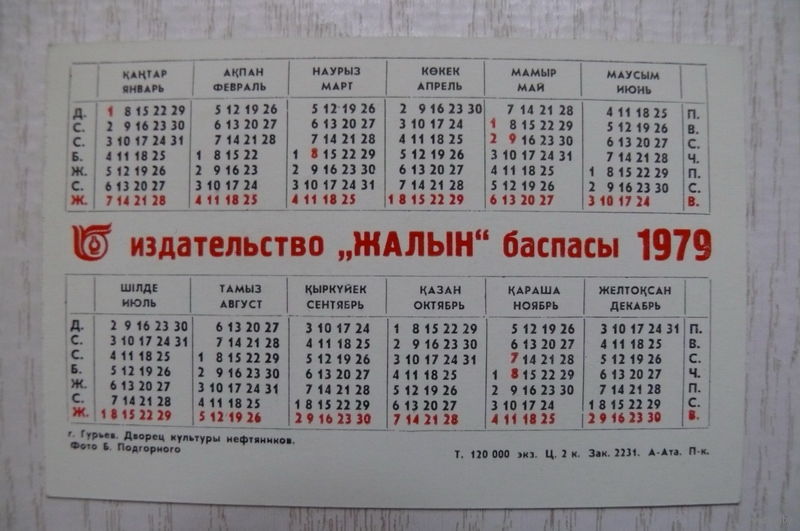 ҚАҢТАР АҚПАН НАУРЫЗ КӨКЕК МАМЫР МАУСЫМ
ЯНВАРЬ ФЕВРАЛЬ МАРТ АПРЕЛЬ МАЙ ИЮНЬ
Д. 1 8 15 22 29 5 12 19 26 5 12 19 26 2 9 16 23 30 7 14 21 28 4 11 18 25 П.
С. 2 9 16 23 30 6 13 20 27 6 13 20 27 3 10 17 24 1 8 15 22 29 5 12 19 26 В.
С. 3 10 17 24 31 7 14 21 28 7 14 21 28 4 11 18 25 2 9 16 23 30 6 13 20 27 С.
Б. 4 11 18 25 1 8 15 22 1 8 15 22 29 5 12 19 26 3 10 17 24 31 7 14 21 28 Ч.
Ж. 5 12 19 26 2 9 16 23 2 9 16 23 30 6 13 20 27 4 11 18 25 1 8 15 22 29 П.
С. 6 13 20 27 3 10 17 24 3 10 17 24 31 7 14 21 28 5 12 19 26 2 9 16 23 30 С.
Ж. 7 14 21 28 4 11 18 25 4 11 18 25 1 8 15 22 29 6 13 20 27 3 10 17 24 В.
издательство „ЖАЛЫН“ баспасы 1979
ШІЛДЕ ТАМЫЗ ҚЫРКҮЙЕК ҚАЗАН ҚАРАША ЖЕЛТОҚСАН
ИЮЛЬ АВГУСТ СЕНТЯБРЬ ОКТЯБРЬ НОЯБРЬ ДЕКАБРЬ
Д. 2 9 16 23 30 6 13 20 27 3 10 17 24 1 8 15 22 29 5 12 19 26 3 10 17 24 31 П.
С. 3 10 17 24 31 7 14 21 28 4 11 18 25 2 9 16 23 30 6 13 20 27 4 11 18 25 В.
С. 4 11 18 25 1 8 15 22 29 5 12 19 26 3 10 17 24 31 7 14 21 28 5 12 19 26 С.
Б. 5 12 19 26 2 9 16 23 30 6 13 20 27 4 11 18 25 1 8 15 22 29 6 13 20 27 Ч.
Ж. 6 13 20 27 3 10 17 24 31 7 14 21 28 5 12 19 26 2 9 16 23 30 7 14 21 28 П.
С. 7 14 21 28 4 11 18 25 1 8 15 22 29 6 13 20 27 3 10 17 24 1 8 15 22 29 С.
Ж. 1 8 15 22 29 5 12 19 26 2 9 16 23 30 7 14 21 28 4 11 18 25 2 9 16 23 30 В.
г. Гурьев. Дворец культуры нефтяников.
Фото Б. Подгорного
Т. 120 000 экз. Ц. 2 к. Зак. 2231. А-Ата. П-к.